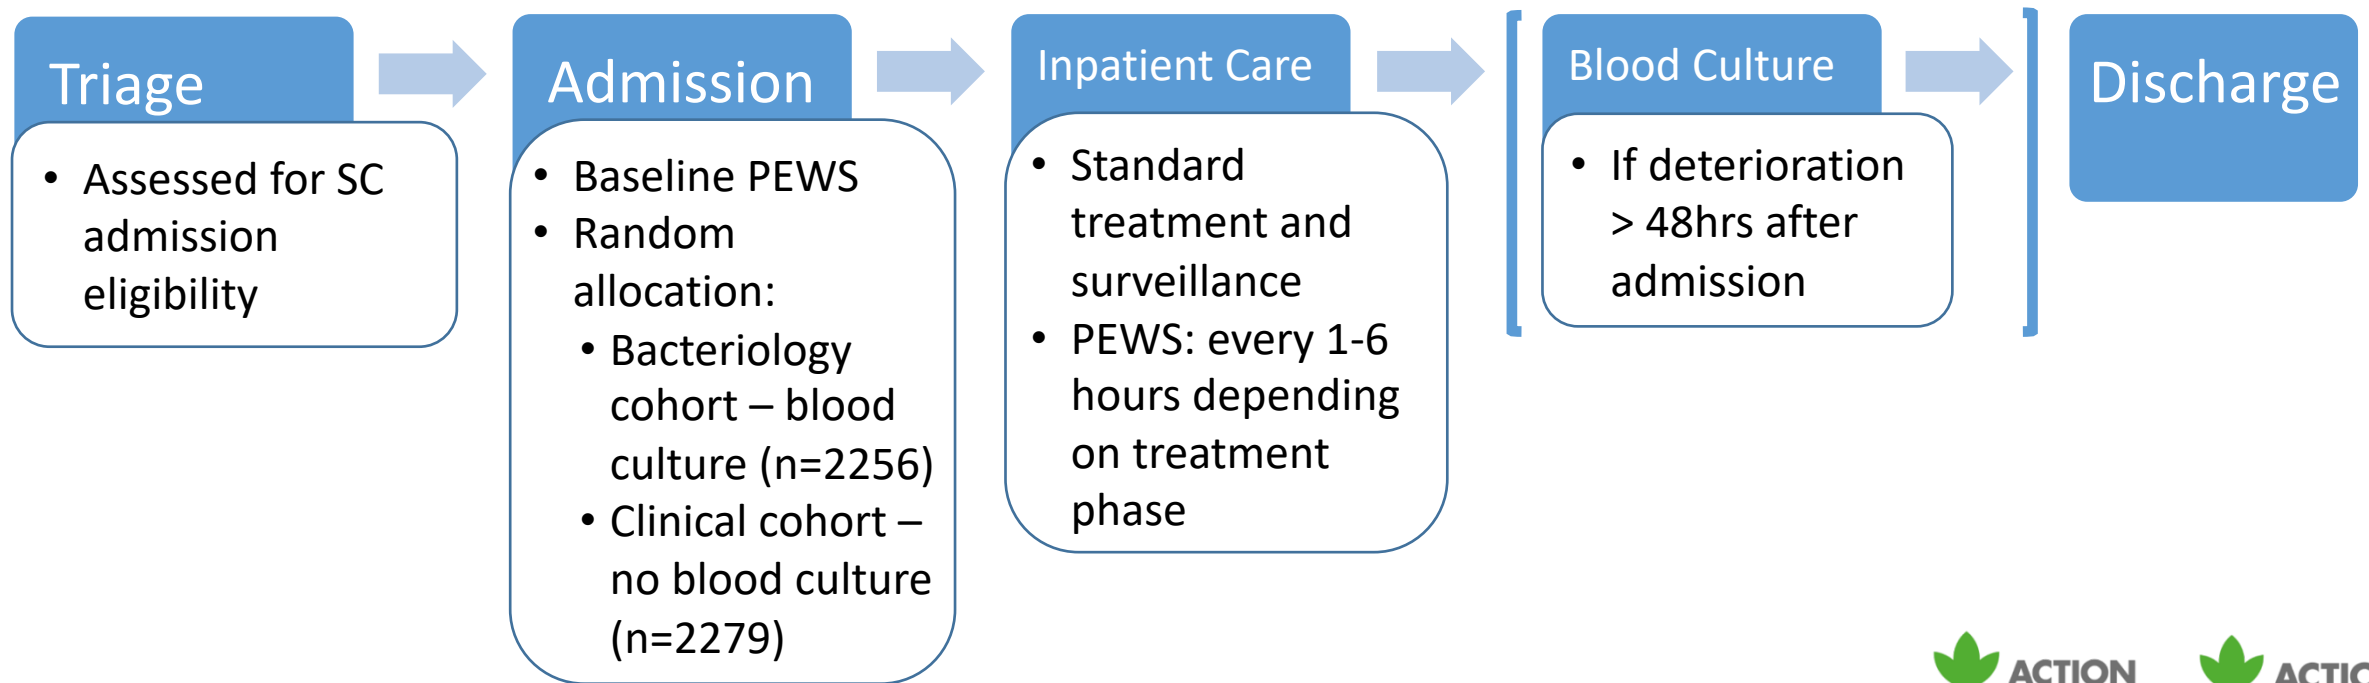 Triage
• Assessed for SC
admission
eligibility
Admission
• Baseline PEWS
• Random
allocation:
• Bacteriology
cohort – blood
culture (n=2256)
• Clinical cohort –
no blood culture
(n=2279)
Inpatient Care
• Standard
treatment and
surveillance
• PEWS: every 1-6
hours depending
on treatment
phase
Blood Culture
• If deterioration
> 48hrs after
admission
Discharge
ACTION